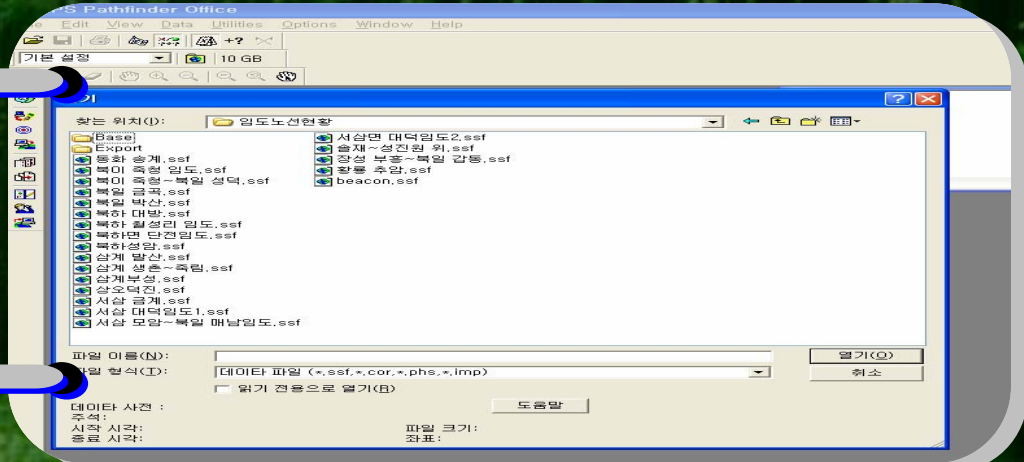 PS Pathfinder Office
Edit View Data Utilities Options Window Help
+?
기본 설정 10 GB
찾는 위치(I): 임도노선현황
Base
Export
동화 송계.ssf
북이 죽청 임도.ssf
북이 죽청~북일 성덕.ssf
북일 금곡.ssf
북일 박산.ssf
북하 대방.ssf
북하 월성리 임도.ssf
북하면 단전임도.ssf
북하성암.ssf
삼계 발산.ssf
삼계 생촌~죽림.ssf
삼계부성.ssf
상오덕진.ssf
서삼 금계.ssf
서삼 대덕임도1.ssf
서삼 모암~북일 매남임도.ssf
서삼면 대덕임도2.ssf
솔재~성진원 위.ssf
장성 부흥~북일 갑동.ssf
황룡 추암.ssf
beacon.ssf
파일 이름(N): 열기(O)
파일 형식(T): 데이타 파일 (*.ssf,*.cor,*.phs,*.imp) 취소
읽기 전용으로 열기(R)
데이타 사전 : 도움말
주석:
시작 시각: 파일 크기:
종료 시각: 좌표: